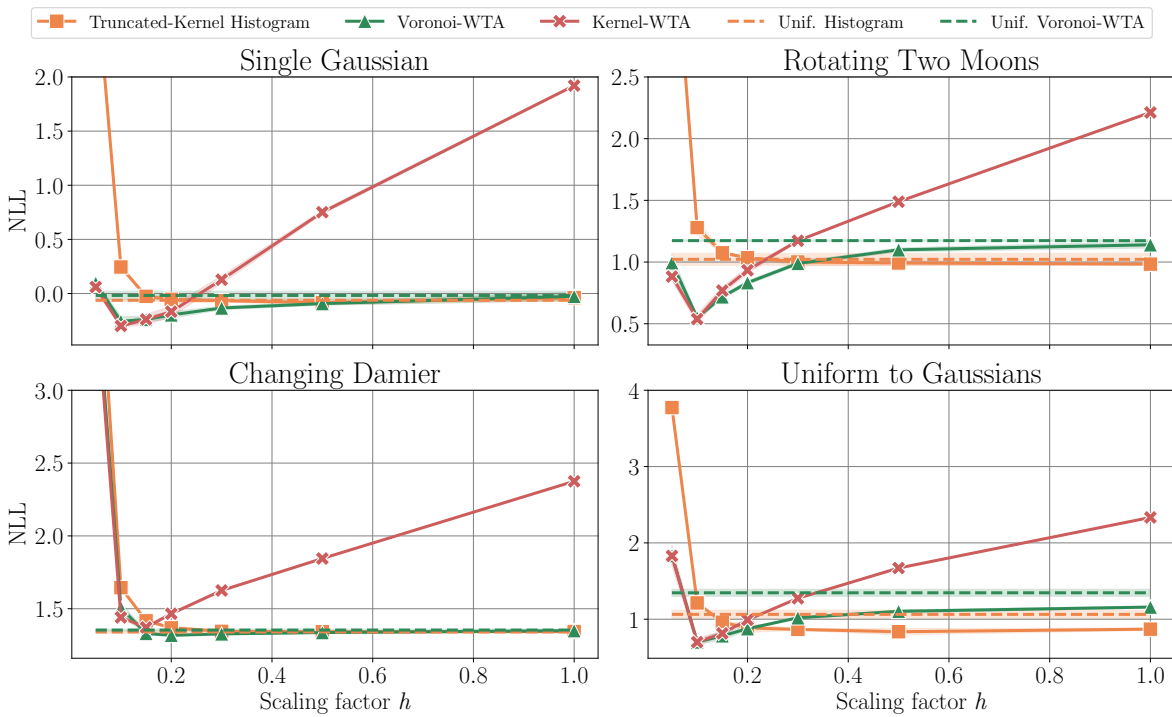 Truncated-Kernel Histogram Voronoi-WTA Kernel-WTA Unif. Histogram Unif. Voronoi-WTA
Single Gaussian
Rotating Two Moons
2.0
1.5
1.0
0.5
0.0
NLL
2.5
2.0
1.5
1.0
0.5
Changing Damier
Uniform to Gaussians
3.0
2.5
2.0
1.5
NLL
0.2 0.4 0.6 0.8 1.0
Scaling factor h
4
3
2
1
0.2 0.4 0.6 0.8 1.0
Scaling factor h